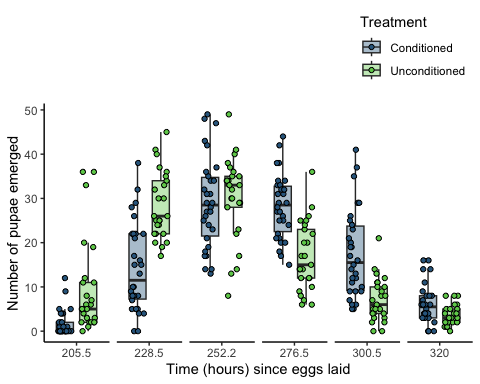 Treatment
Conditioned
Unconditioned
Number of pupae emerged
50
40
30
20
10
0
205.5 228.5 252.2 276.5 300.5 320
Time (hours) since eggs laid